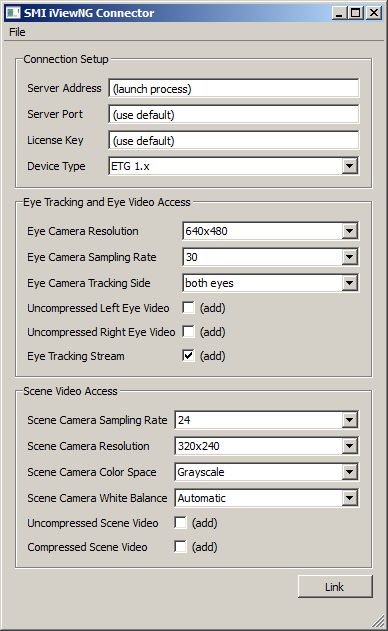 SMI iViewNG Connector
File
Connection Setup
Server Address (launch process)
Server Port (use default)
License Key (use default)
Device Type ETG 1.x
Eye Tracking and Eye Video Access
Eye Camera Resolution 640x480
Eye Camera Sampling Rate 30
Eye Camera Tracking Side both eyes
Uncompressed Left Eye Video (add)
Uncompressed Right Eye Video (add)
Eye Tracking Stream (add)
Scene Video Access
Scene Camera Sampling Rate 24
Scene Camera Resolution 320x240
Scene Camera Color Space Grayscale
Scene Camera White Balance Automatic
Uncompressed Scene Video (add)
Compressed Scene Video (add)
Link